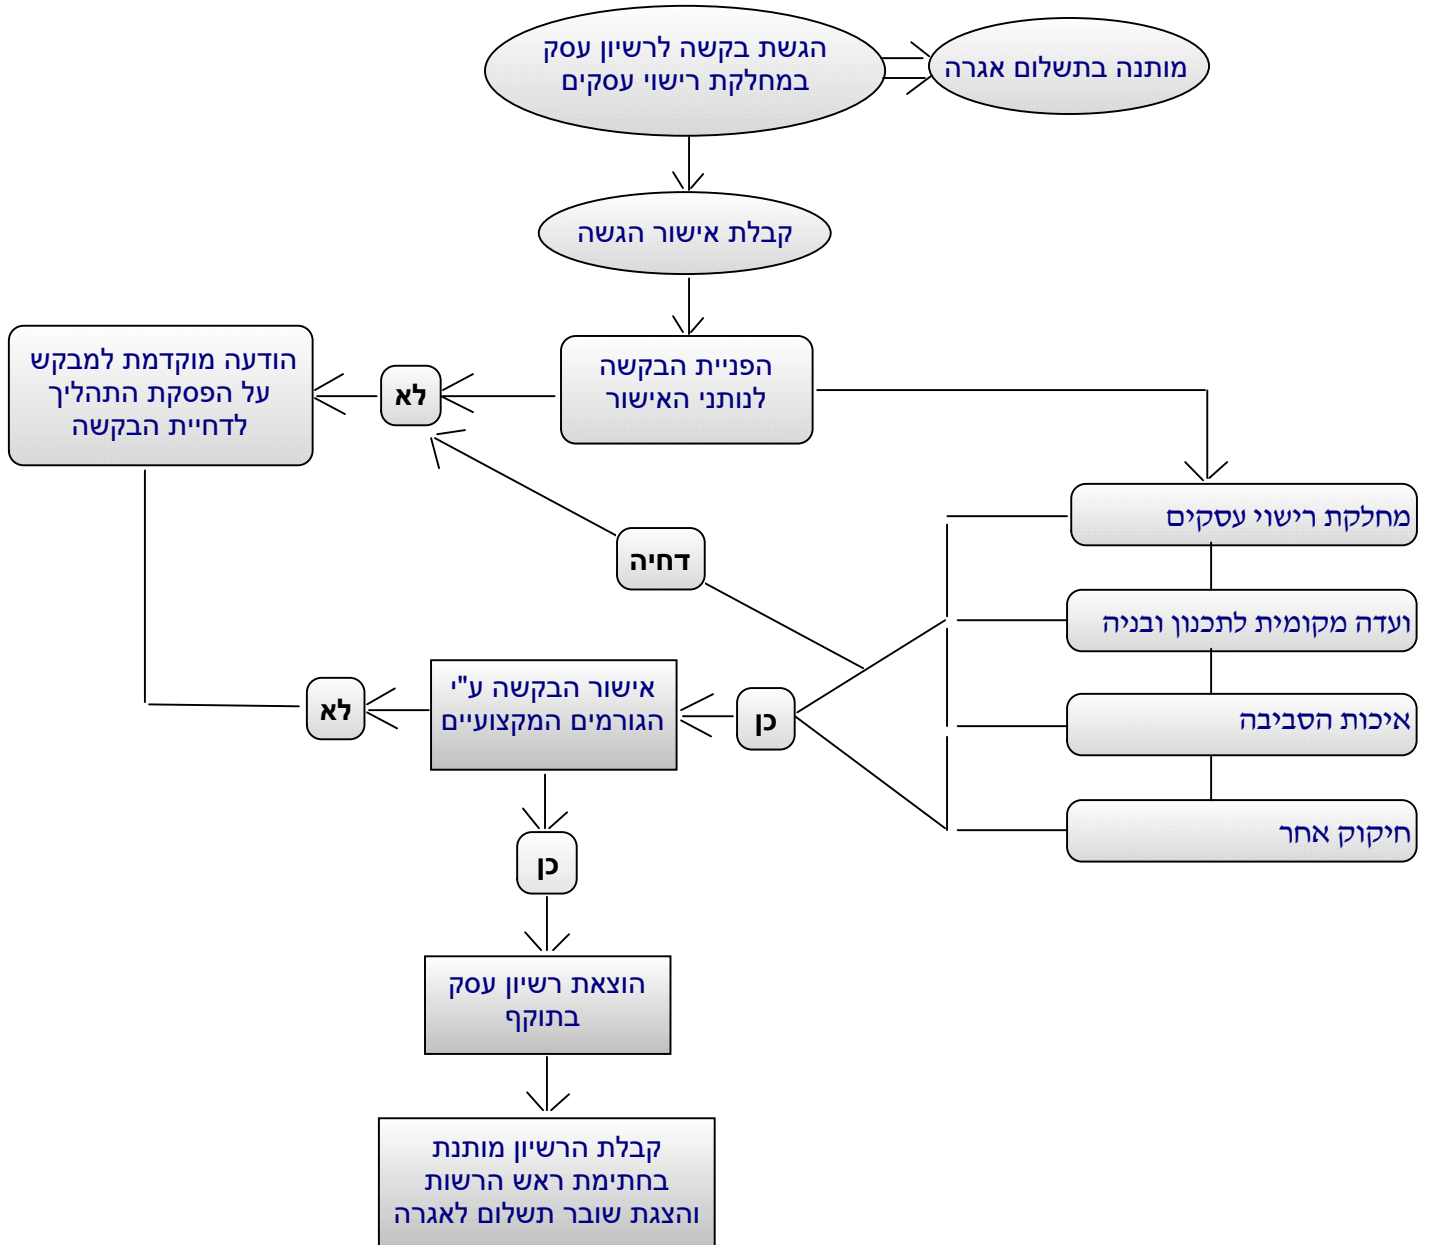 הגשת בקשה לרשיון עסק
במחלקת רישוי עסקים
מותנה בתשלום אגרה
קבלת אישור הגשה
הפניית הבקשה
לנותני האישור
לא
הודעה מוקדמת למבקש
על הפסקת התהליך
לדחיית הבקשה
מחלקת רישוי עסקים
ועדה מקומית לתכנון ובניה
איכות הסביבה
חיקוק אחר
דחיה
כן
אישור הבקשה ע"י
הגורמים המקצועיים
לא
כן
הוצאת רשיון עסק
בתוקף
קבלת הרשיון מותנת
בחתימת ראש הרשות
והצגת שובר תשלום לאגרה